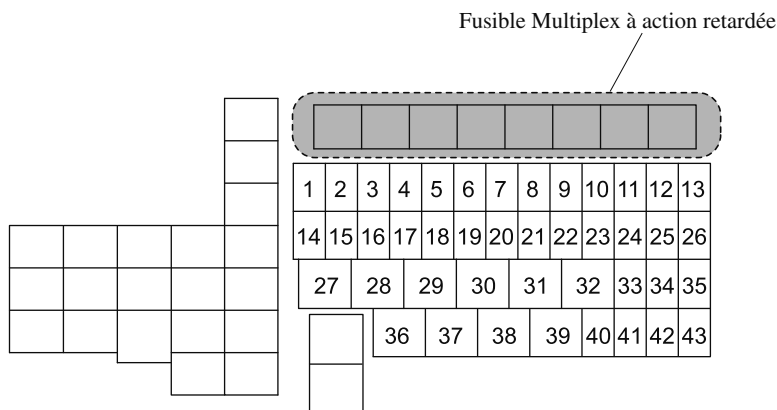 Fusible Multiplex à action retardée
1 2 3 4 5 6 7 8 9 10 11 12 13
14 15 16 17 18 19 20 21 22 23 24 25 26
27 28 29 30 31 32 33 34 35
36 37 38 39 40 41 42 43